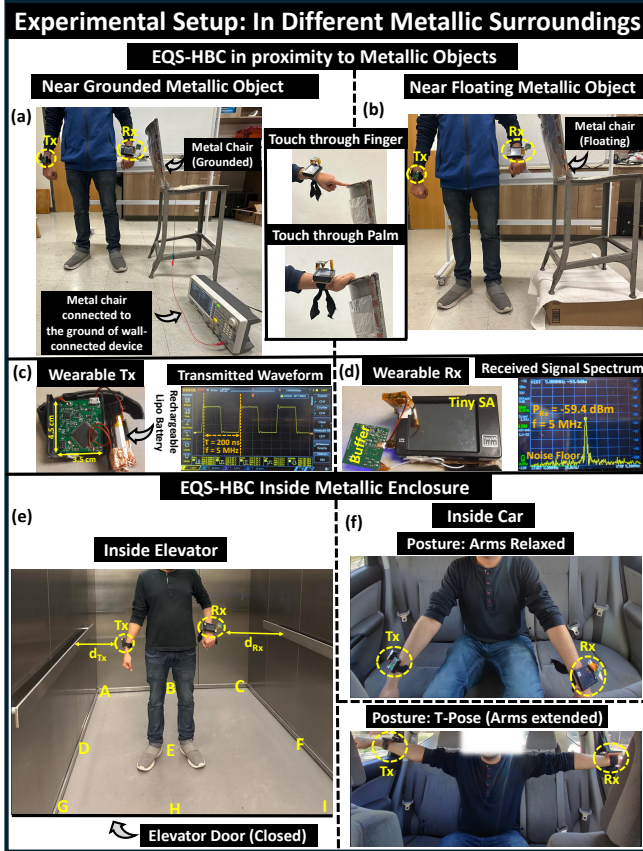 Experimental Setup: In Different Metallic Surroundings
EQS-HBC in proximity to Metallic Objects
Near Grounded Metallic Object
Near Floating Metallic Object
(a)
Tx
Rx
Metal Chair
(Grounded)
Metal chair
connected to
the ground of wall-
connected device
Touch through Finger
Touch through Palm
(b)
Tx
Rx
Metal chair
(Floating)
(c)
Wearable Tx
4.5 cm
3.5 cm
Rechargeable
Lipo Battery
Transmitted Waveform
T = 200 ns
f = 5 MHz
(d)
Wearable Rx
Buffer
Tiny SA
Received Signal Spectrum
= -59.4 dBm
f = 5 MHz
Noise Floor
EQS-HBC Inside Metallic Enclosure
(e)
Inside Elevator
Tx
Rx
dTx
dRx
A
B
C
D
E
F
G
H
I
Elevator Door (Closed)
(f)
Inside Car
Posture: Arms Relaxed
Tx
Rx
Posture: T-Pose (Arms extended)
Tx
Rx